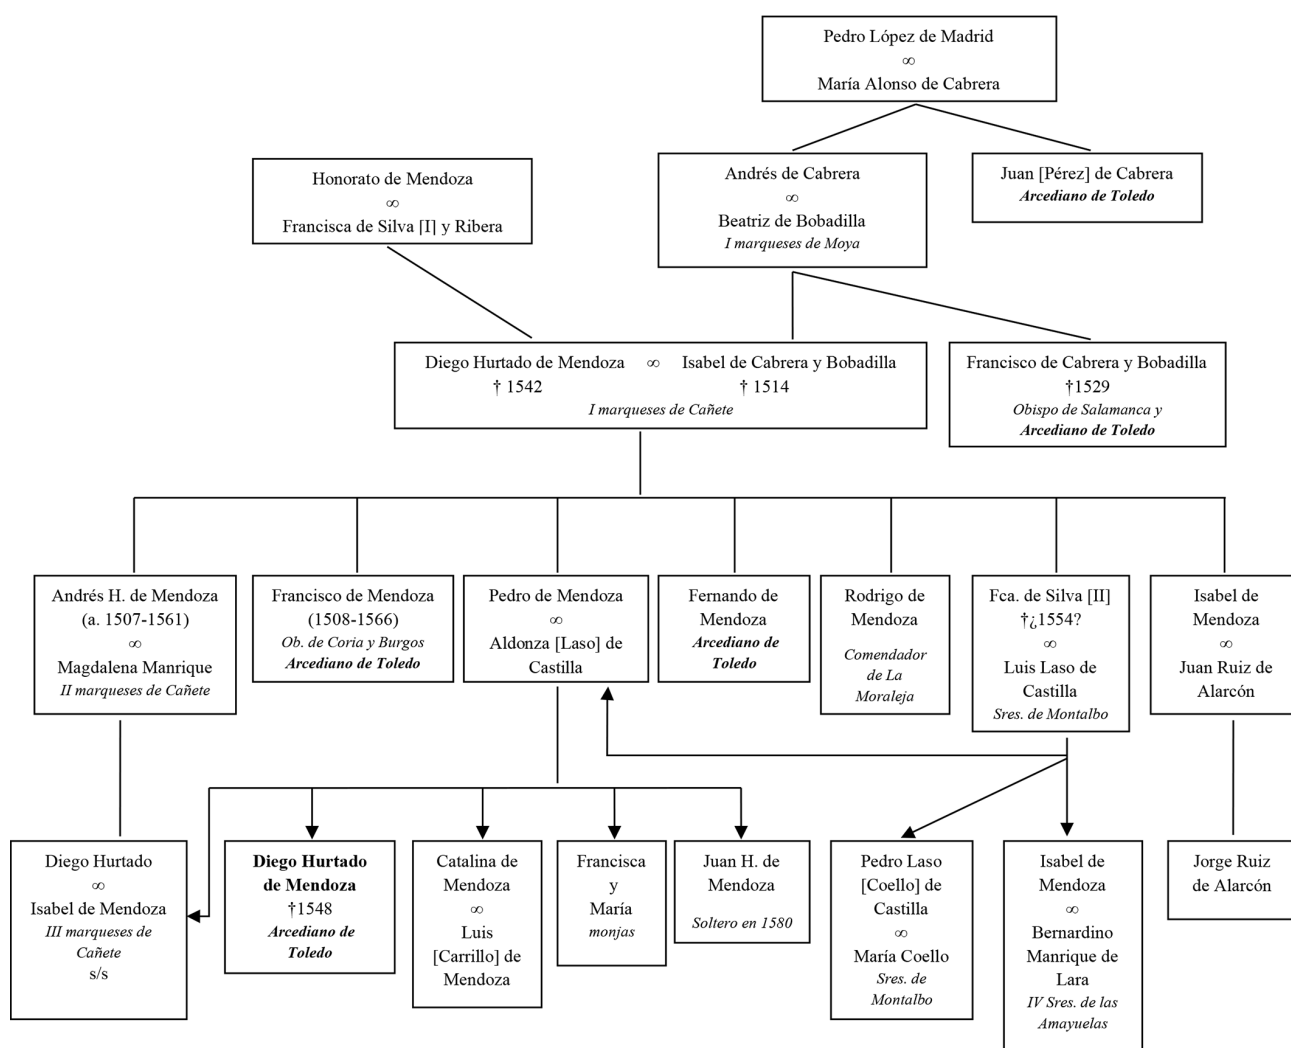 Pedro López de Madrid
∞
María Alonso de Cabrera
Honorato de Mendoza
∞
Francisca de Silva [I] y Ribera
Andrés de Cabrera
∞
Beatriz de Bobadilla
I marqueses de Moya
Juan [Pérez] de Cabrera
Arcediano de Toledo
Diego Hurtado de Mendoza ∞ Isabel de Cabrera y Bobadilla
† 1542 † 1514
I marqueses de Cañete
Francisco de Cabrera y Bobadilla
†1529
Obispo de Salamanca y
Arcediano de Toledo
Andrés H. de Mendoza
(a. 1507-1561)
∞
Magdalena Manrique
II marqueses de Cañete
Francisco de Mendoza
(1508-1566)
Ob. de Coria y Burgos
Arcediano de Toledo
Pedro de Mendoza
∞
Aldonza [Laso] de
Castilla
Fernando de
Mendoza
Arcediano de
Toledo
Rodrigo de
Mendoza
Comendador
de La
Moraleja
Fca. de Silva [II]
†¿1554?
∞
Luis Laso de
Castilla
Sres. de Montalbo
Isabel de
Mendoza
∞
Juan Ruiz de
Alarcón
Diego Hurtado
∞
Isabel de Mendoza
III marqueses de
Cañete
s/s
Diego Hurtado
de Mendoza
†1548
Arcediano de
Toledo
Catalina de
Mendoza
∞
Luis
[Carrillo] de
Mendoza
Francisca
y
María
monjas
Juan H. de
Mendoza
Soltero en 1580
Pedro Laso
[Coello] de
Castilla
∞
María Coello
Sres. de
Montalbo
Isabel de
Mendoza
∞
Bernardino
Manrique de
Lara
IV Sres. de las
Amayuelas
Jorge Ruiz
de Alarcón